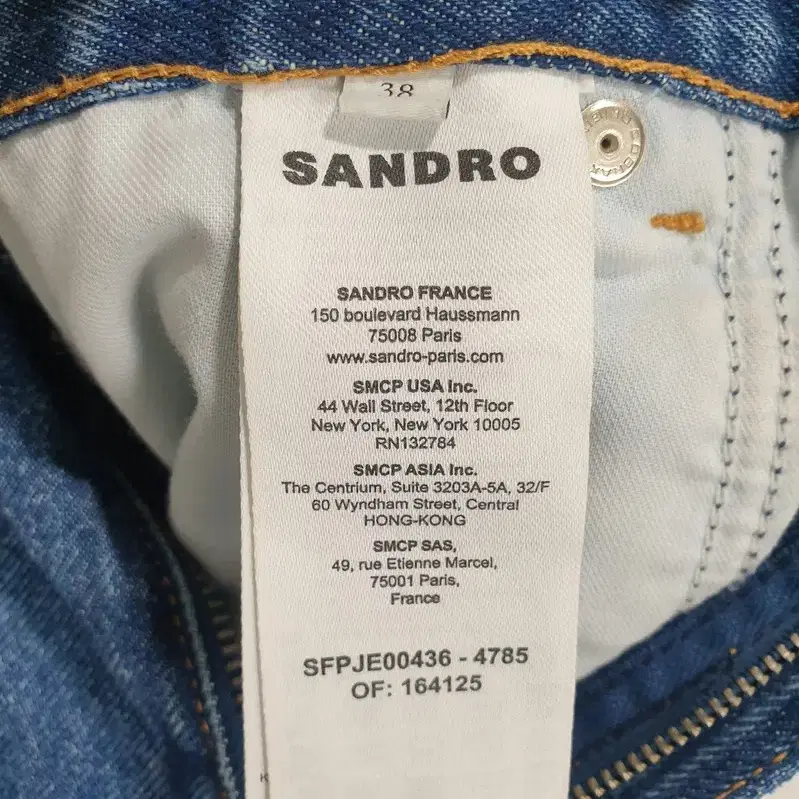 38
SANDRO
SANDRO FRANCE
150 boulevard Haussmann
75008 Paris
www.sandro-paris.com
SMCP USA Inc.
44 Wall Street, 12th Floor
New York, New York 10005
RN132784
SMCP ASIA Inc.
The Centrium, Suite 3203A-5A, 32/F
60 Wyndham Street, Central
HONG-KONG
SMCP SAS,
49, rue Etienne Marcel,
75001 Paris,
France
SFPJE00436 - 4785
OF: 164125
K